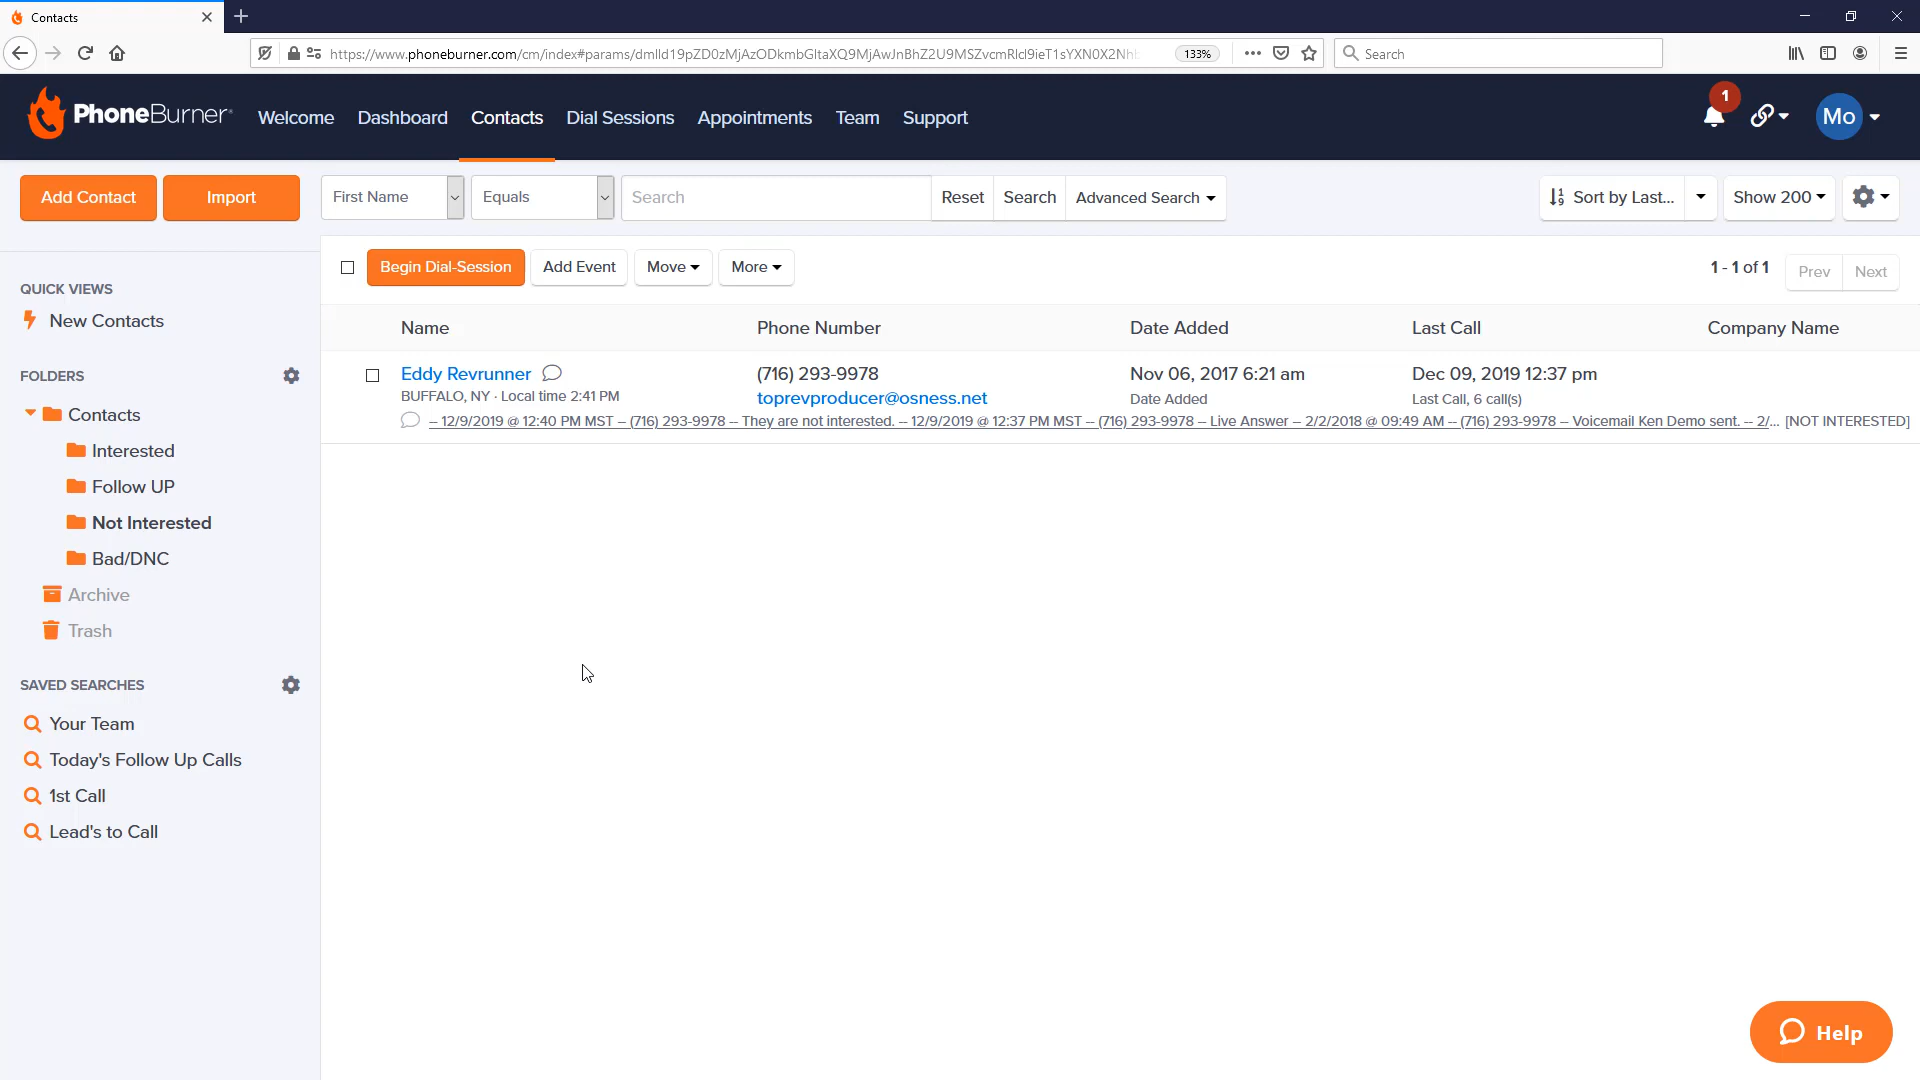 Contacts
https://www.phoneburner.com/cm/index#params/
133%
Search
PhoneBurner
Welcome
Dashboard
Contacts
Dial Sessions
Appointments
Team
Support
1
Mo
Add Contact
Import
First Name
Equals
Search
Reset
Search
Advanced Search
Sort by Last...
Show 200
Begin Dial-Session
Add Event
Move
More
1 - 1 of 1
Prev
Next
QUICK VIEWS
New Contacts
FOLDERS
Contacts
Interested
Follow UP
Not Interested
Bad/DNC
Archive
Trash
SAVED SEARCHES
Your Team
Today's Follow Up Calls
1st Call
Lead's to Call
Name
Phone Number
Date Added
Last Call
Company Name
Eddy Revrunner
(716) 293-9978
Nov 06, 2017 6:21 am
Dec 09, 2019 12:37 pm
BUFFALO, NY · Local time 2:41 PM
toprevproducer@osness.net
Date Added
Last Call, 6 call(s)
-- 12/9/2019 @ 12:40 PM MST -- (716) 293-9978 -- They are not interested. -- 12/9/2019 @ 12:37 PM MST -- (716) 293-9978 -- Live Answer -- 2/2/2018 @ 09:49 AM -- (716) 293-9978 -- Voicemail Ken Demo sent. -- 2/... [NOT INTERESTED]
Help